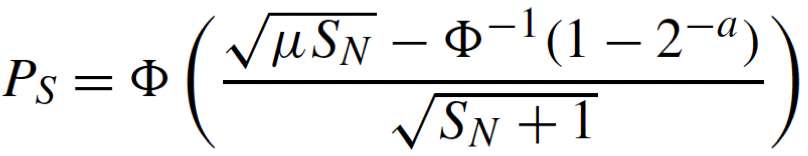 $P_S = \Phi \left( \frac{\sqrt{\mu S_N} - \Phi^{-1}(1 - 2^{-a})}{\sqrt{S_N + 1}} \right)$